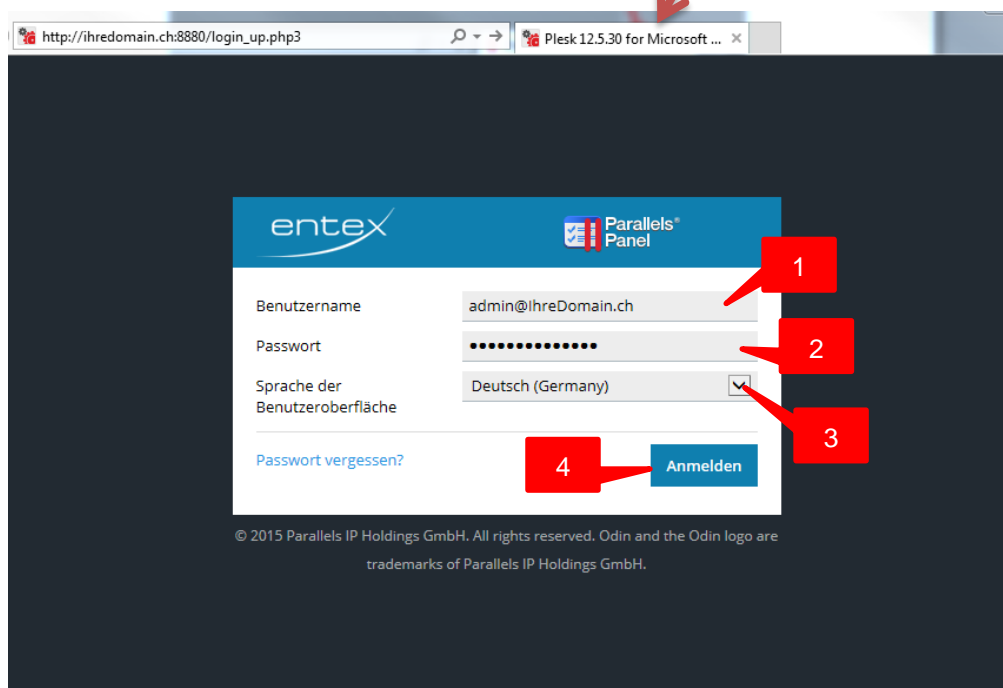 http://ihredomain.ch:8880/login_up.php3
Plesk 12.5.30 for Microsoft ...
entex
Parallels®
Panel
1
Benutzername
admin@IhreDomain.ch
Passwort
••••••••••••••
2
Sprache der
Benutzeroberfläche
Deutsch (Germany)
3
Passwort vergessen?
4
Anmelden
© 2015 Parallels IP Holdings GmbH. All rights reserved. Odin and the Odin logo are
trademarks of Parallels IP Holdings GmbH.